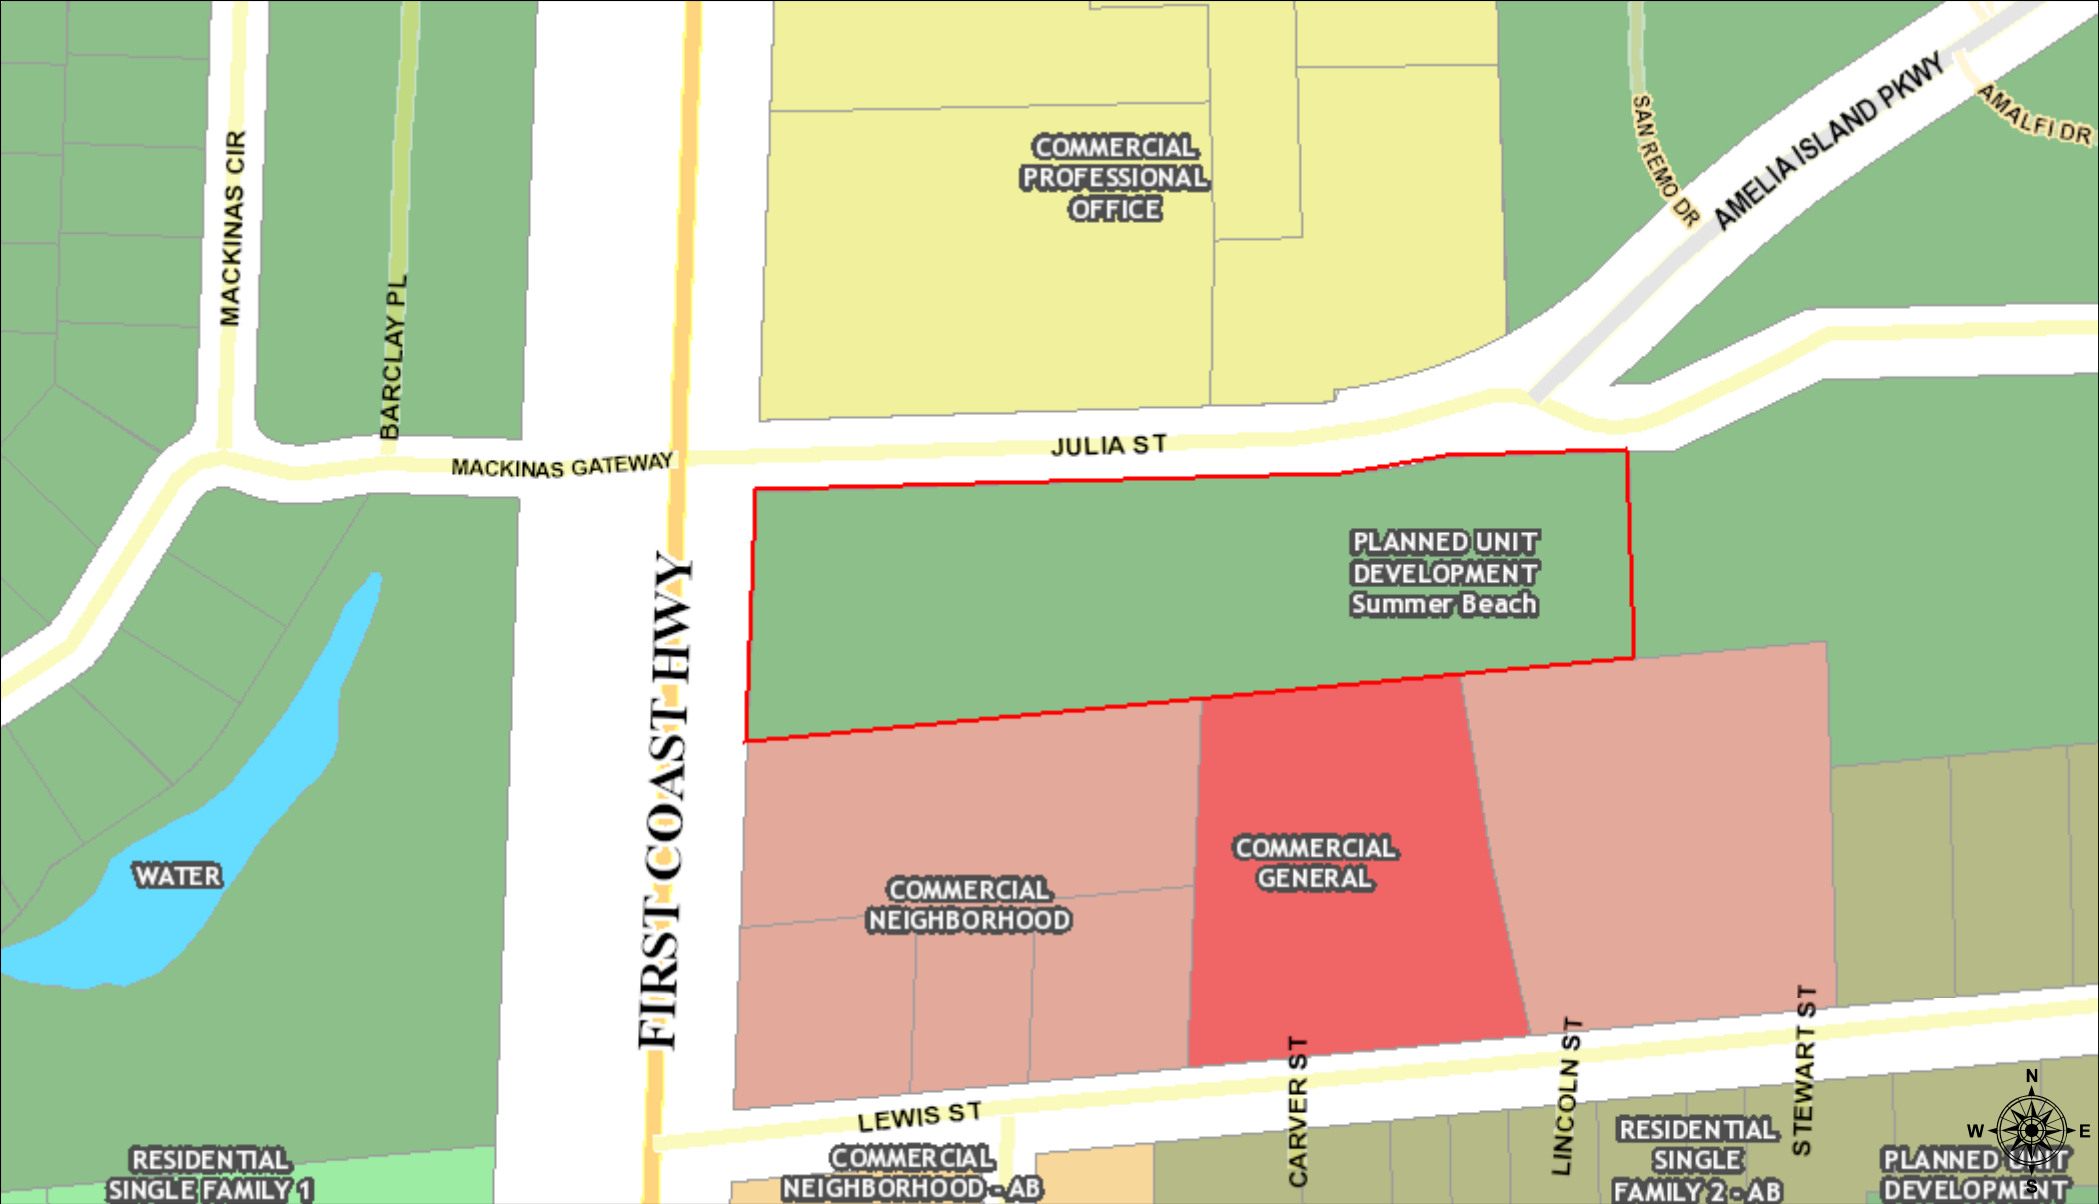 MACKINAS CIR
BARCLAY PL
COMMERCIAL
PROFESSIONAL
OFFICE
SAN REMO DR
AMELIA ISLAND PKWY
AMALFI DR
MACKINAS GATEWAY
JULIA ST
PLANNED UNIT
DEVELOPMENT
Summer Beach
FIRST COAST HWY
WATER
COMMERCIAL
NEIGHBORHOOD
COMMERCIAL
GENERAL
LEWIS ST
CARVER ST
LINCOLN ST
STEWART ST
RESIDENTIAL
SINGLE FAMILY 1
COMMERCIAL
NEIGHBORHOOD - AB
RESIDENTIAL
SINGLE
FAMILY 2 - AB
PLANNED UNIT
DEVELOPMENT
N
W E
S